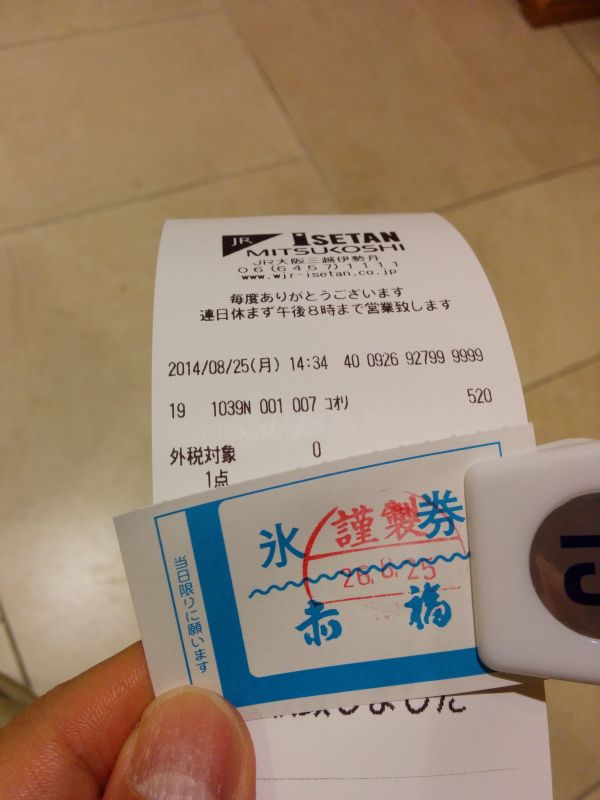 JR ISETAN
MITSUKOSHI
JR大阪三越伊勢丹
06(6457)1111
www.wjr-isetan.co.jp
毎度ありがとうございます
連日休まず午後8時まで営業致します
2014/08/25(月) 14:34 40 0926 92799 9999
19 1039N 001 007 コオリ 520
外税対象 0
1点
当日限りに願います
氷 券
謹製
26.8.25
赤 福
ました